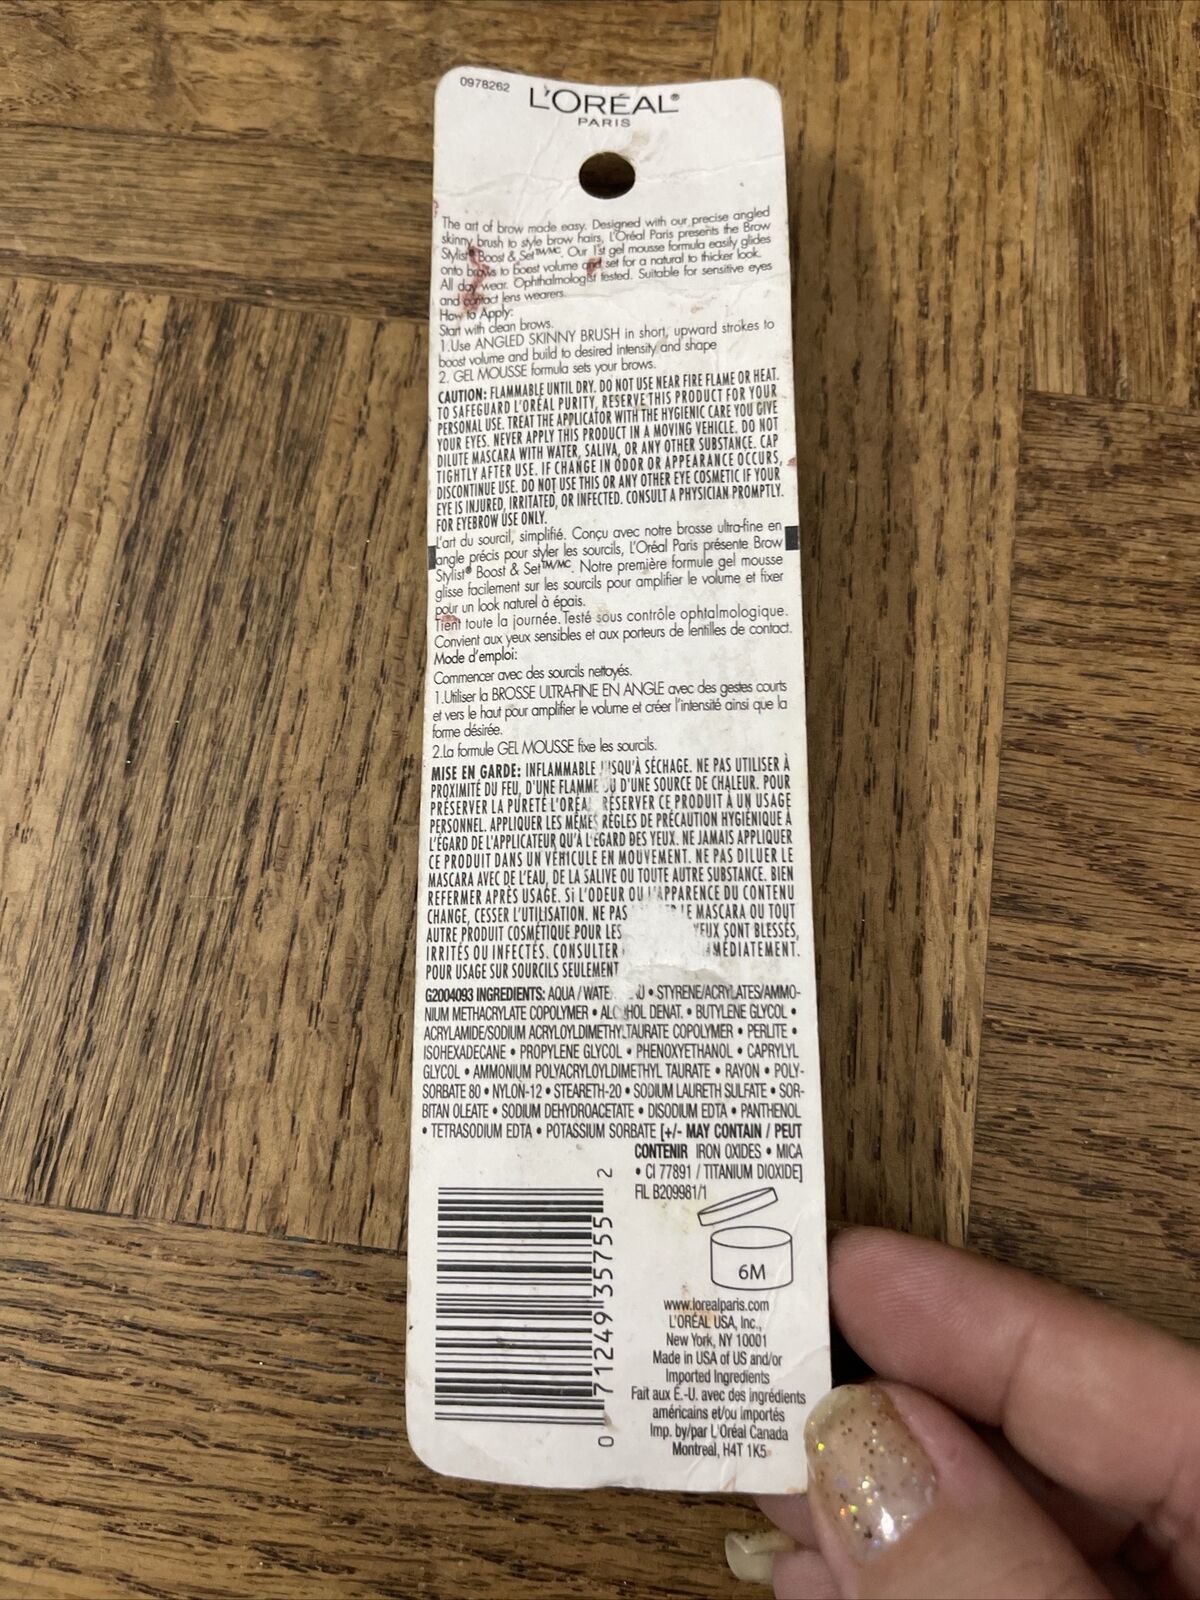 0978262
L'ORÉAL®
PARIS
The art of brow made easy. Designed with our precise angled
skinny brush to style brow hairs, L'Oréal Paris presents the Brow
Stylist® Boost & Set™/MC. Our 1st gel mousse formula easily glides
onto brows to boost volume and set for a natural to thicker look.
All day wear. Ophthalmologist tested. Suitable for sensitive eyes
and contact lens wearers.
How to Apply:
Start with clean brows.
1.Use ANGLED SKINNY BRUSH in short, upward strokes to
boost volume and build to desired intensity and shape
2. GEL MOUSSE formula sets your brows.
CAUTION: FLAMMABLE UNTIL DRY. DO NOT USE NEAR FIRE FLAME OR HEAT.
TO SAFEGUARD L'ORÉAL PURITY, RESERVE THIS PRODUCT FOR YOUR
PERSONAL USE. TREAT THE APPLICATOR WITH THE HYGIENIC CARE YOU GIVE
YOUR EYES. NEVER APPLY THIS PRODUCT IN A MOVING VEHICLE. DO NOT
DILUTE MASCARA WITH WATER, SALIVA, OR ANY OTHER SUBSTANCE. CAP
TIGHTLY AFTER USE. IF CHANGE IN ODOR OR APPEARANCE OCCURS,
DISCONTINUE USE. DO NOT USE THIS OR ANY OTHER EYE COSMETIC IF YOUR
EYE IS INJURED, IRRITATED, OR INFECTED. CONSULT A PHYSICIAN PROMPTLY.
FOR EYEBROW USE ONLY.
L'art du sourcil, simplifié. Conçu avec notre brosse ultra-fine en
angle précis pour styler les sourcils, L'Oréal Paris présente Brow
Stylist® Boost & Set™/MC. Notre première formule gel mousse
glisse facilement sur les sourcils pour amplifier le volume et fixer
pour un look naturel à épais.
Tient toute la journée. Testé sous contrôle ophtalmologique.
Convient aux yeux sensibles et aux porteurs de lentilles de contact.
Mode d'emploi:
Commencer avec des sourcils nettoyés.
1.Utiliser la BROSSE ULTRA-FINE EN ANGLE avec des gestes courts
et vers le haut pour amplifier le volume et créer l'intensité ainsi que la
forme désirée.
2.La formule GEL MOUSSE fixe les sourcils.
MISE EN GARDE: INFLAMMABLE JUSQU'À SÉCHAGE. NE PAS UTILISER À
PROXIMITÉ DU FEU, D'UNE FLAMME OU D'UNE SOURCE DE CHALEUR. POUR
PRÉSERVER LA PURETÉ L'ORÉAL RÉSERVER CE PRODUIT À UN USAGE
PERSONNEL. APPLIQUER LES MÊMES RÈGLES DE PRÉCAUTION HYGIÉNIQUE À
L'ÉGARD DE L'APPLICATEUR QU'À L'ÉGARD DES YEUX. NE JAMAIS APPLIQUER
CE PRODUIT DANS UN VÉHICULE EN MOUVEMENT. NE PAS DILUER LE
MASCARA AVEC DE L'EAU, DE LA SALIVE OU TOUTE AUTRE SUBSTANCE. BIEN
REFERMER APRÈS USAGE. Si L'ODEUR OU L'APPARENCE DU CONTENU
CHANGE, CESSER L'UTILISATION. NE PAS LE MASCARA OU TOUT
AUTRE PRODUIT COSMÉTIQUE POUR LES YEUX SONT BLESSÉS,
IRRITÉS OU INFECTÉS. CONSULTER IMMÉDIATEMENT.
POUR USAGE SUR SOURCILS SEULEMENT
G2004093 INGREDIENTS: AQUA / WATER / EAU • STYRENE/ACRYLATES/AMMO-
NIUM METHACRYLATE COPOLYMER • ALCOHOL DENAT. • BUTYLENE GLYCOL •
ACRYLAMIDE/SODIUM ACRYLOYLDIMETHYLTAURATE COPOLYMER • PERLITE •
ISOHEXADECANE • PROPYLENE GLYCOL • PHENOXYETHANOL • CAPRYLYL
GLYCOL • AMMONIUM POLYACRYLOYLDIMETHYL TAURATE • RAYON • POLY-
SORBATE 80 • NYLON-12 • STEARETH-20 • SODIUM LAURETH SULFATE • SOR-
BITAN OLEATE • SODIUM DEHYDROACETATE • DISODIUM EDTA • PANTHENOL
• TETRASODIUM EDTA • POTASSIUM SORBATE [+/- MAY CONTAIN / PEUT
CONTENIR IRON OXIDES • MICA
• CI 77891 / TITANIUM DIOXIDE]
FIL B209981/1
6M
0 71249 35755 2
www.lorealparis.com
L'ORÉAL USA, Inc.,
New York, NY 10001
Made in USA of US and/or
Imported Ingredients
Fait aux É.-U. avec des ingrédients
américains et/ou importés
Imp. by/par L'Oréal Canada
Montreal, H4T 1K5